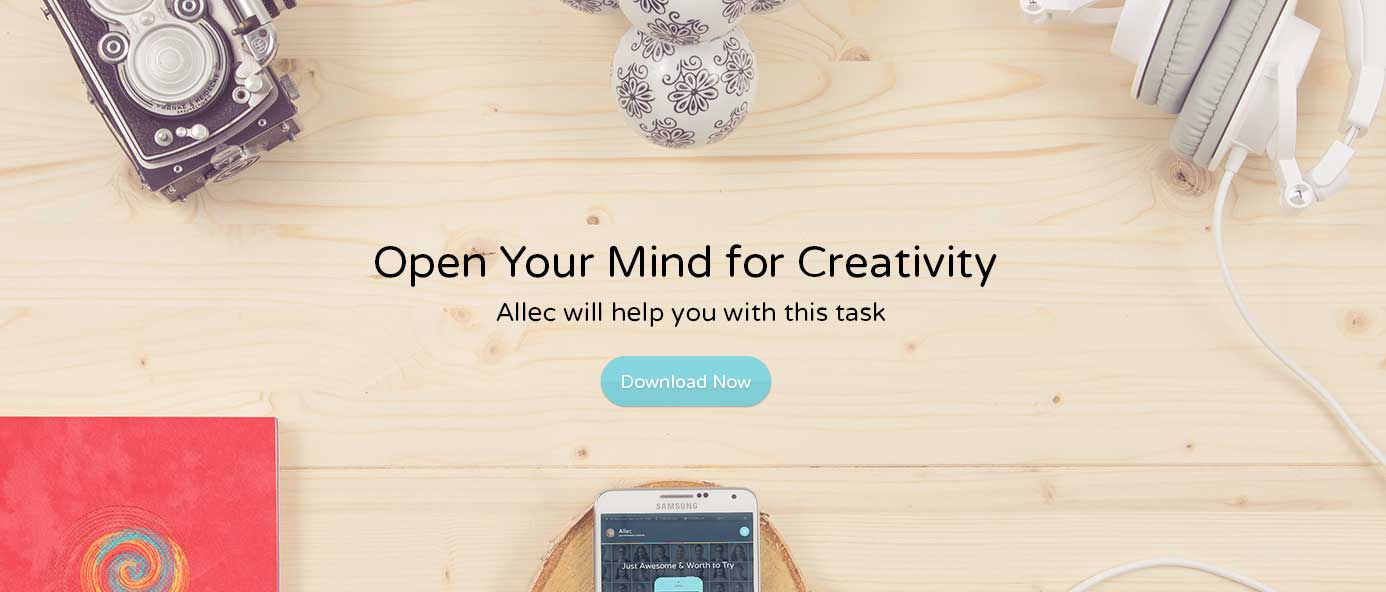 Open Your Mind for Creativity
Allec will help you with this task
Download Now
SAMSUNG
Allec
Just Awesome & Worth to Try